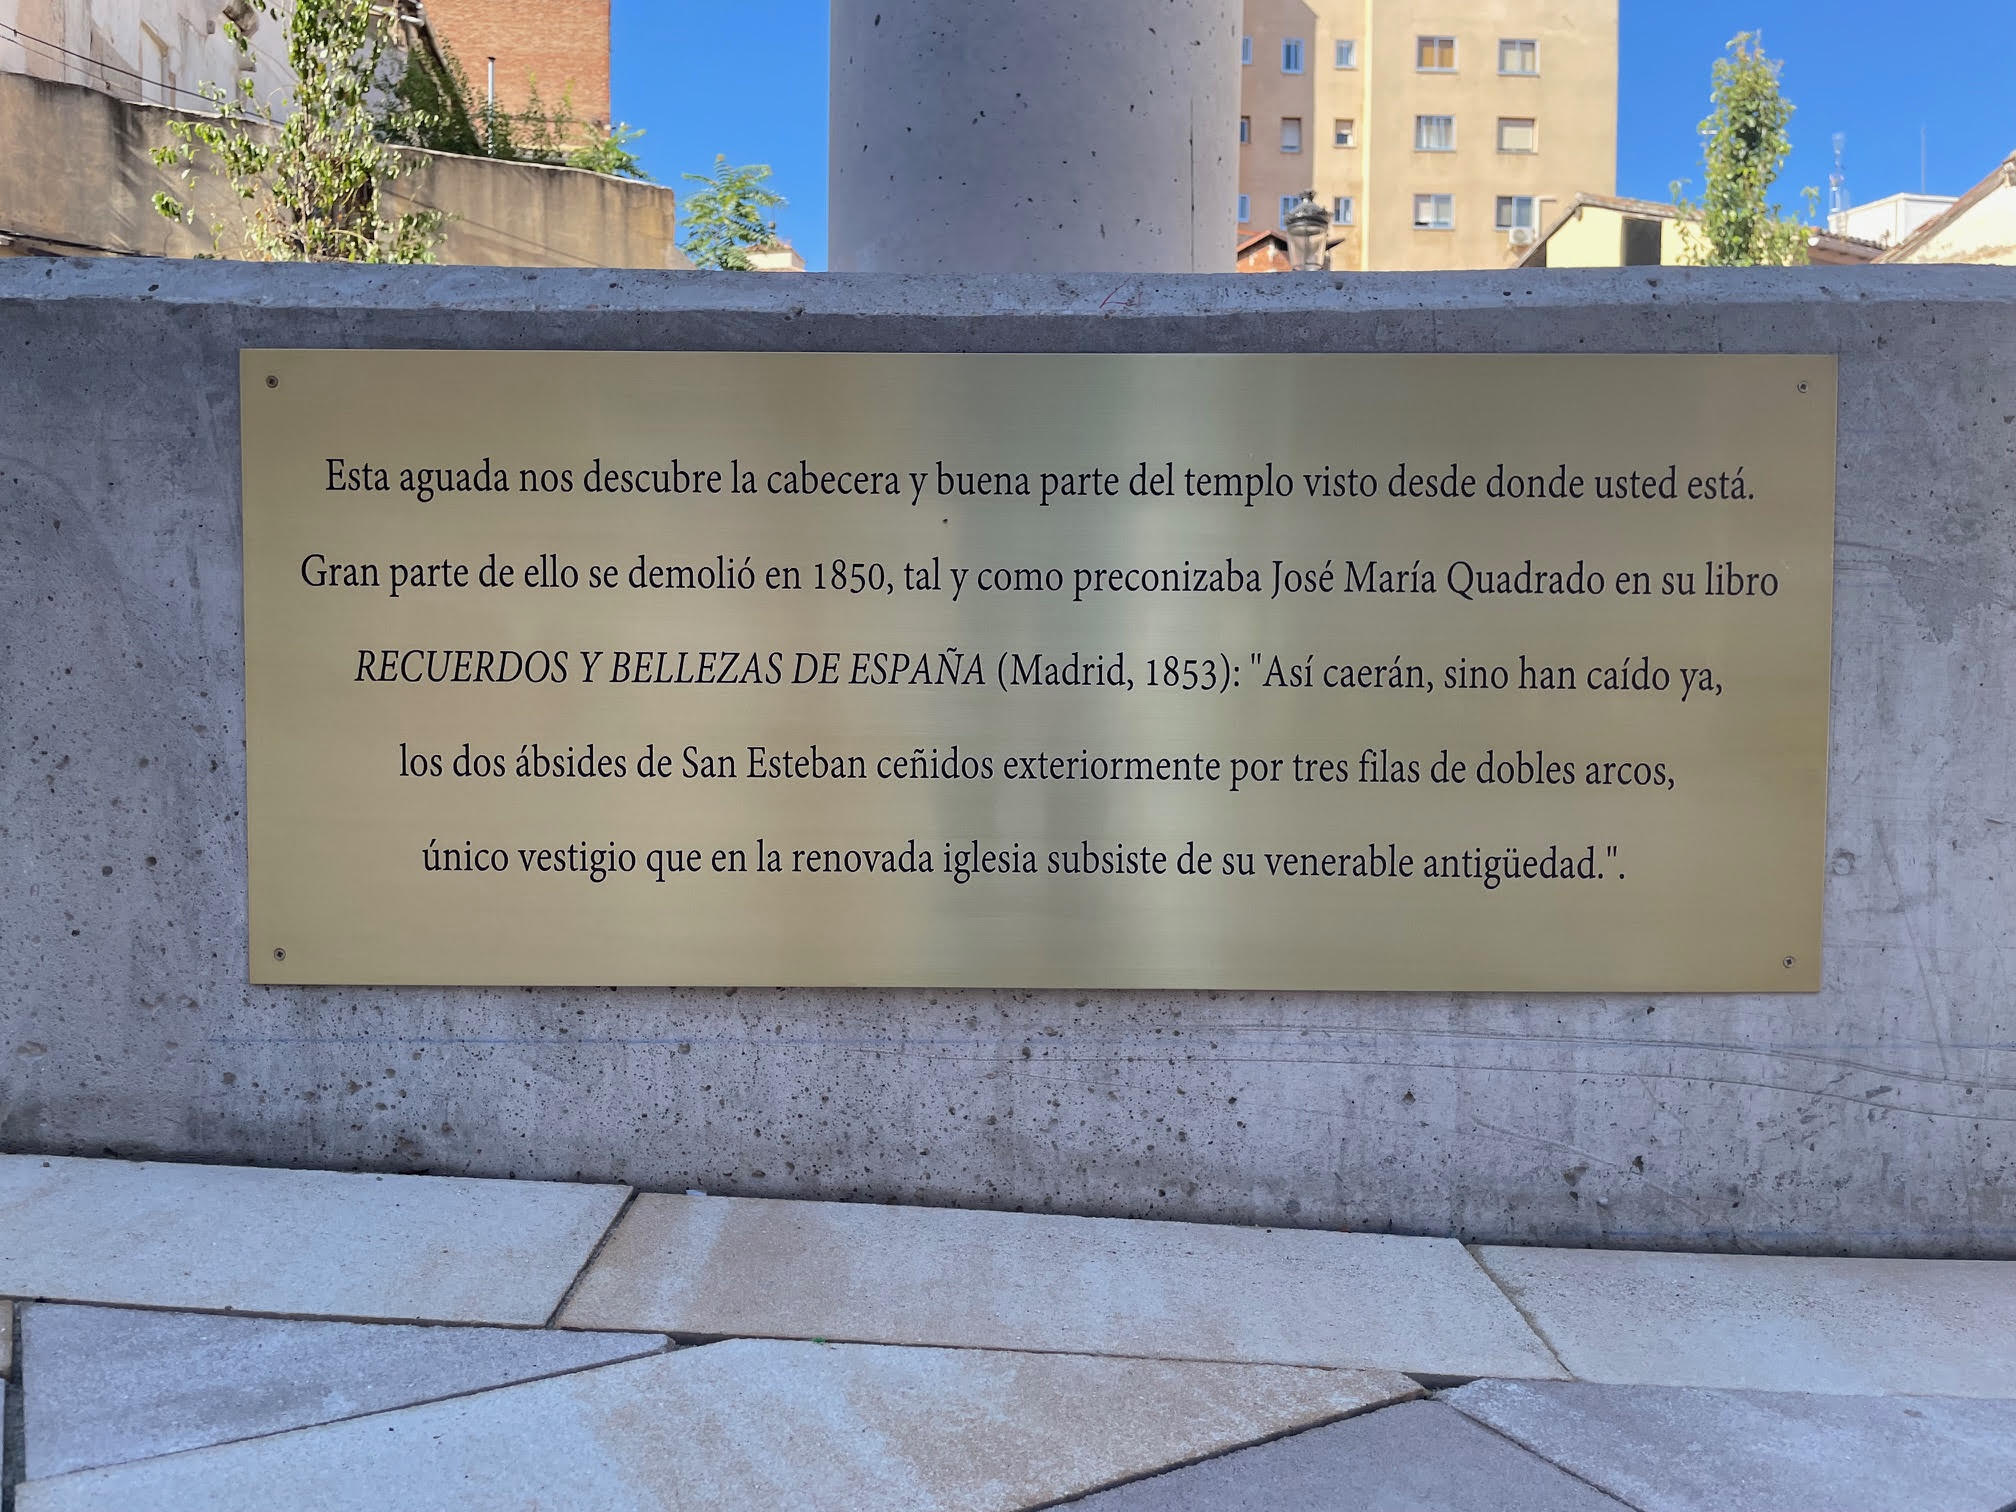 Esta aguada nos descubre la cabecera y buena parte del templo visto desde donde usted está.
Gran parte de ello se demolió en 1850, tal y como preconizaba José María Quadrado en su libro
RECUERDOS Y BELLEZAS DE ESPAÑA (Madrid, 1853): "Así caerán, sino han caído ya,
los dos ábsides de San Esteban ceñidos exteriormente por tres filas de dobles arcos,
único vestigio que en la renovada iglesia subsiste de su venerable antigüedad.".